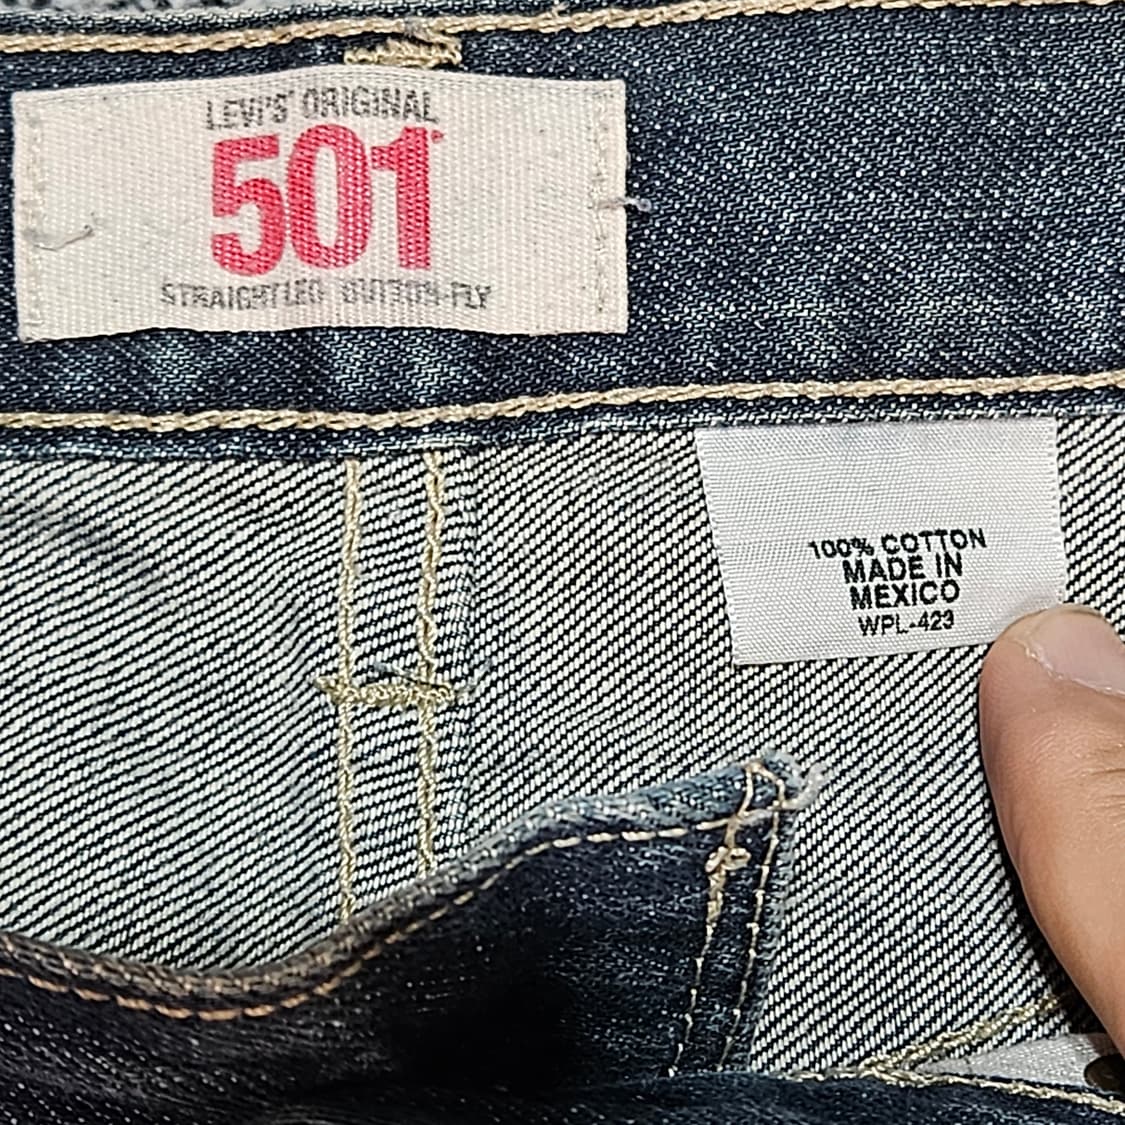 LEVI'S® ORIGINAL
501®
STRAIGHT LEG BUTTON-FLY
100% COTTON
MADE IN
MEXICO
WPL-423